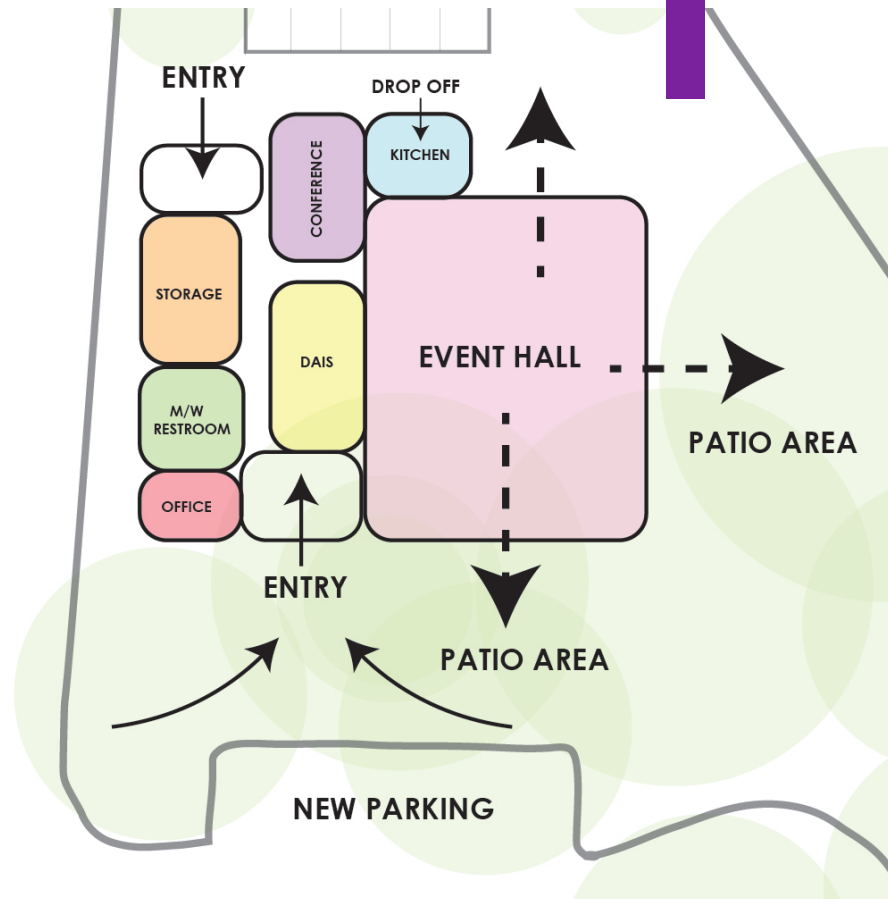 ENTRY
DROP OFF
KITCHEN
CONFERENCE
STORAGE
DAIS
EVENT HALL
M/W
RESTROOM
PATIO AREA
OFFICE
ENTRY
PATIO AREA
NEW PARKING